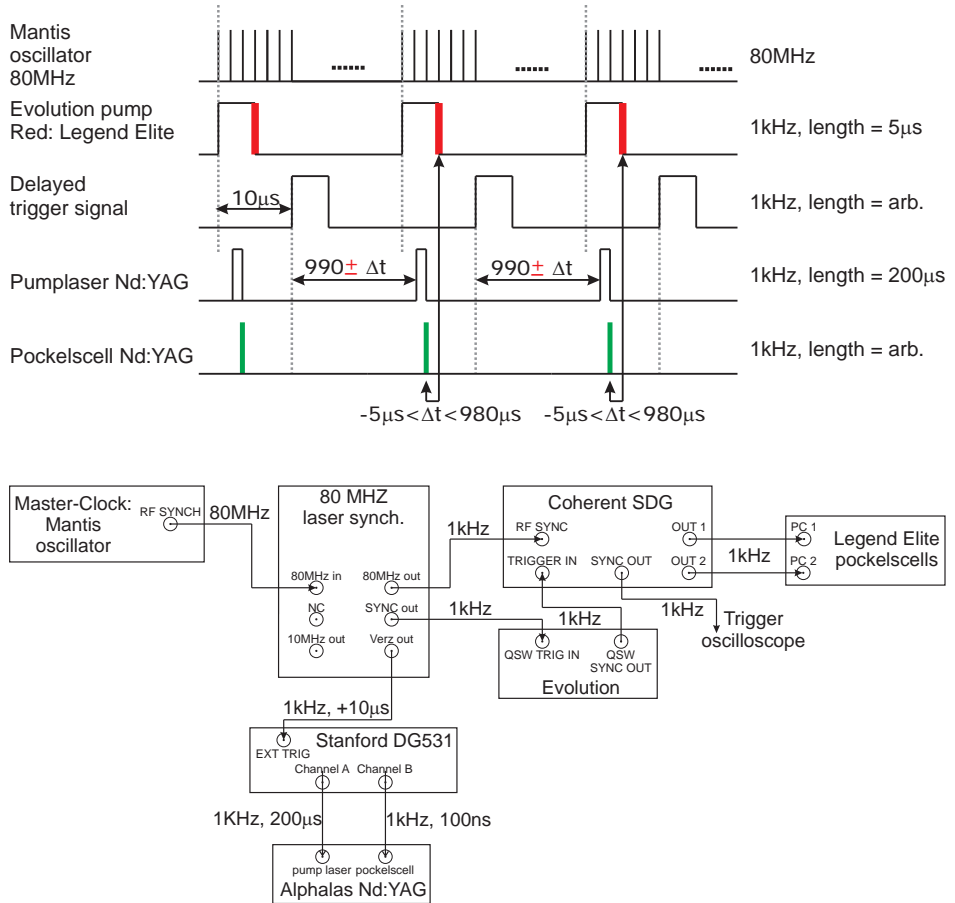 Mantis
oscillator
80MHz
......
......
......
80MHz
Evolution pump
Red: Legend Elite
1kHz, length = 5μs
Delayed
trigger signal
10μs
1kHz, length = arb.
Pumplaser Nd:YAG
990± Δt
990± Δt
1kHz, length = 200μs
Pockelscell Nd:YAG
1kHz, length = arb.
-5μs<Δt<980μs
-5μs<Δt<980μs
Master-Clock:
Mantis
oscillator
RF SYNCH
80MHz
80 MHZ
laser synch.
80MHz in
80MHz out
NC
SYNC out
10MHz out
Verz out
1kHz
1kHz
Coherent SDG
RF SYNC
OUT 1
TRIGGER IN
SYNC OUT
OUT 2
1kHz
PC 1
PC 2
Legend Elite
pockelscells
1kHz
1kHz
Trigger
oscilloscope
QSW TRIG IN
QSW
SYNC OUT
Evolution
1kHz, +10μs
Stanford DG531
EXT TRIG
Channel A
Channel B
1KHz, 200μs
1kHz, 100ns
pump laser
pockelscell
Alphalas Nd:YAG